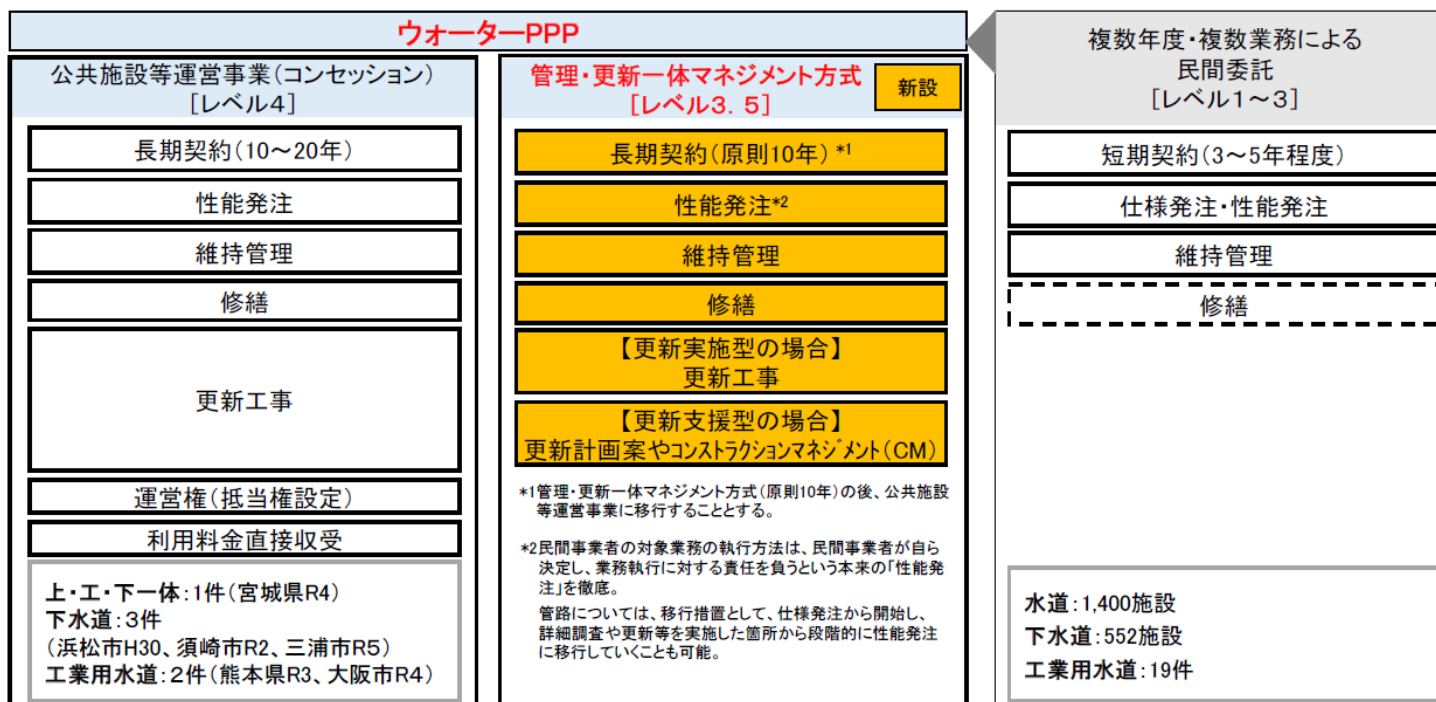 ウォーターPPP
公共施設等運営事業(コンセッション)
[レベル4]
長期契約(10～20年)
性能発注
維持管理
修繕
更新工事
運営権(抵当権設定)
利用料金直接収受
上・工・下一体:1件(宮城県R4)
下水道:3件
(浜松市H30、須崎市R2、三浦市R5)
工業用水道:2件(熊本県R3、大阪市R4)
管理・更新一体マネジメント方式
[レベル3.5]
新設
長期契約(原則10年)*1
性能発注*2
維持管理
修繕
【更新実施型の場合】
更新工事
【更新支援型の場合】
更新計画案やコンストラクションマネジメント(CM)
*1管理・更新一体マネジメント方式(原則10年)の後、公共施設
等運営事業に移行することとする。
*2民間事業者の対象業務の執行方法は、民間事業者が自ら
決定し、業務執行に対する責任を負うという本来の「性能発
注」を徹底。
管路については、移行措置として、仕様発注から開始し、
詳細調査や更新等を実施した箇所から段階的に性能発注
に移行していくことも可能。
複数年度・複数業務による
民間委託
[レベル1～3]
短期契約(3～5年程度)
仕様発注・性能発注
維持管理
修繕
水道:1,400施設
下水道:552施設
工業用水道:19件